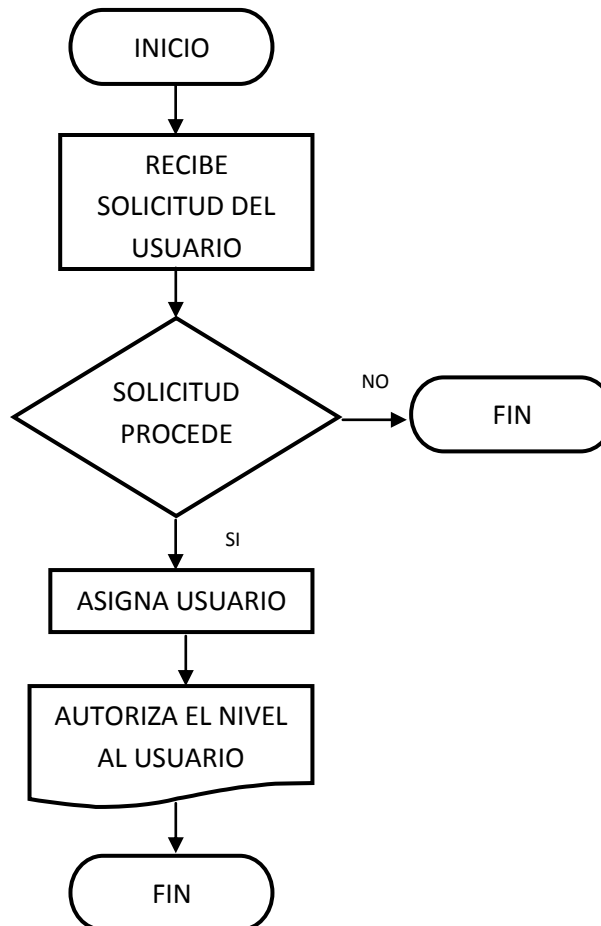 INICIO
RECIBE
SOLICITUD DEL
USUARIO
SOLICITUD
PROCEDE
NO
FIN
SI
ASIGNA USUARIO
AUTORIZA EL NIVEL
AL USUARIO
FIN